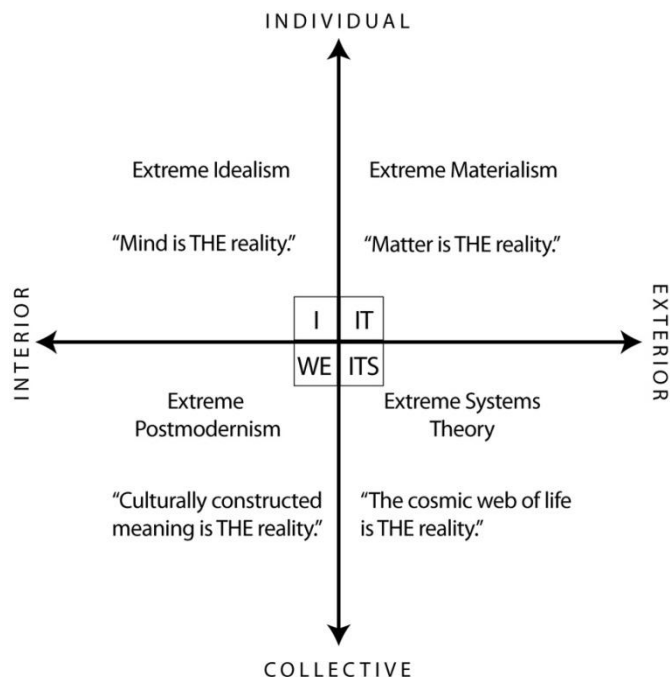 INDIVIDUAL
Extreme Idealism
Extreme Materialism
“Mind is THE reality.”
“Matter is THE reality.”
INTERIOR
I
IT
EXTERIOR
WE
ITS
Extreme
Postmodernism
Extreme Systems
Theory
“Culturally constructed
meaning is THE reality.”
“The cosmic web of life
is THE reality.”
COLLECTIVE